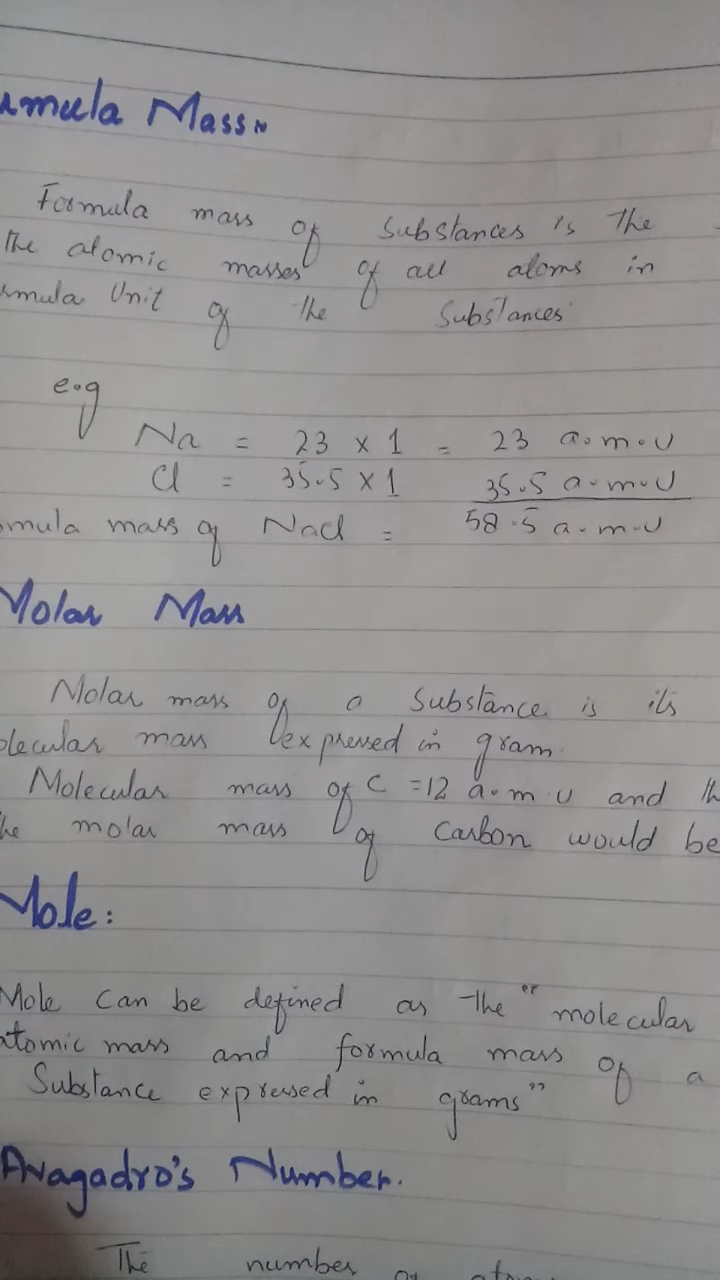 rmula Mass
Formula mass of Substances is the
the atomic masses of all atoms in
rmula Unit of the Substances
e.g
Na = 23 x 1 = 23 a.m.u
Cl = 35.5 x 1 35.5 a.m.u
rmula mass of NaCl = 58.5 a.m.u
Molar Mass
Molar mass of a Substance is its
olecular mass expressed in gram.
Molecular mass of C = 12 a.m.u and th
he molar mass of carbon would be
Mole:
Mole can be defined as the "molecular
atomic mass and formula mass of a
Substance expressed in grams"
Avagadro's Number.
The number